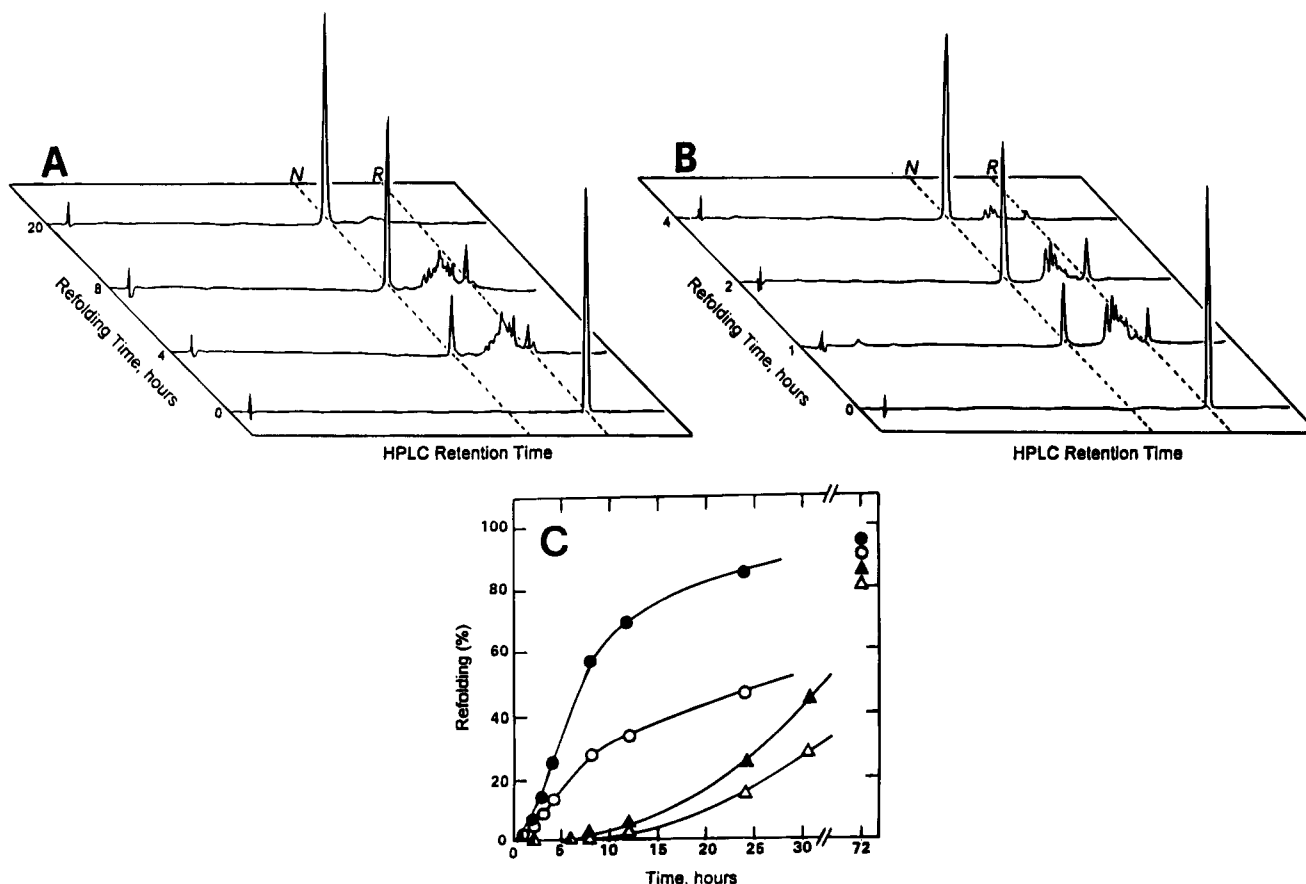 A
N
R
20
8
4
0
Refolding Time, hours
HPLC Retention Time
B
N
R
4
2
1
0
Refolding Time, hours
HPLC Retention Time
C
100
80
60
40
20
0
Refolding (%)
0 5 10 15 20 25 30 72
Time, hours